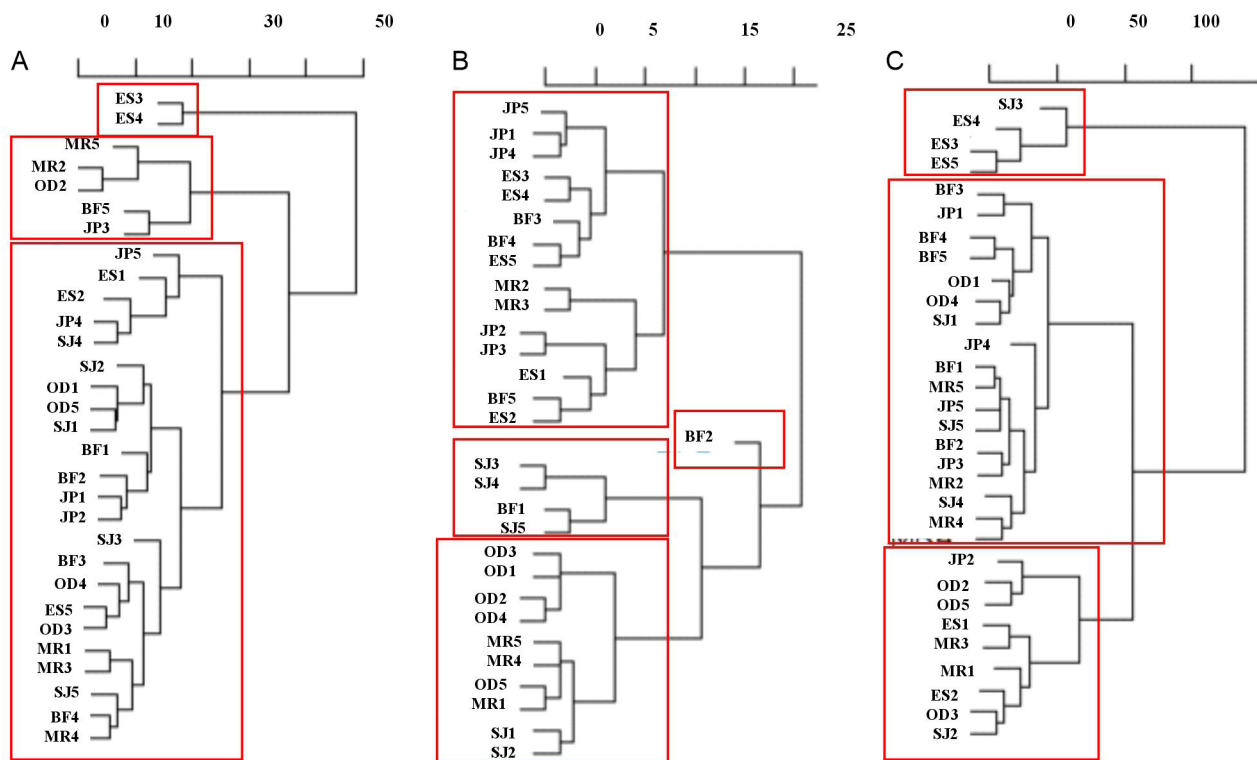 0 10 30 50
A
ES3
ES4
MR5
MR2
OD2
BF5
JP3
JP5
ES1
ES2
JP4
SJ4
SJ2
OD1
OD5
SJ1
BF1
BF2
JP1
JP2
SJ3
BF3
OD4
ES5
OD3
MR1
MR3
SJ5
BF4
MR4
0 5 15 25
B
JP5
JP1
JP4
ES3
ES4
BF3
BF4
ES5
MR2
MR3
JP2
JP3
ES1
BF5
ES2
BF2
SJ3
SJ4
BF1
SJ5
OD3
OD1
OD2
OD4
MR5
MR4
OD5
MR1
SJ1
SJ2
0 50 100
C
SJ3
ES4
ES3
ES5
BF3
JP1
BF4
BF5
OD1
OD4
SJ1
JP4
BF1
MR5
JP5
SJ5
BF2
JP3
MR2
SJ4
MR4
JP2
OD2
OD5
ES1
MR3
MR1
ES2
OD3
SJ2